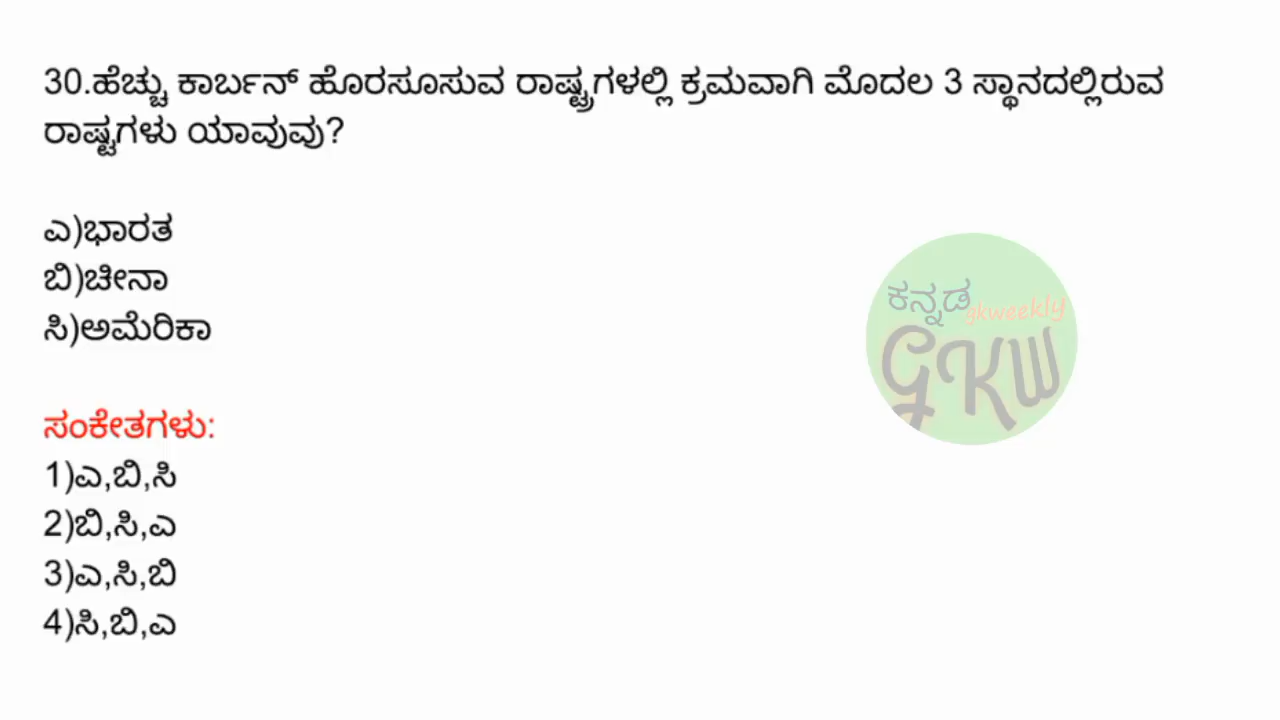 30.ಹೆಚ್ಚು ಕಾರ್ಬನ್ ಹೊರಸೂಸುವ ರಾಷ್ಟ್ರಗಳಲ್ಲಿ ಕ್ರಮವಾಗಿ ಮೊದಲ 3 ಸ್ಥಾನದಲ್ಲಿರುವ
ರಾಷ್ಟಗಳು ಯಾವುವು?
ಎ)ಭಾರತ
ಬಿ)ಚೀನಾ
ಸಿ)ಅಮೆರಿಕಾ
ಕನ್ನಡ
gkweekly
GKW
ಸಂಕೇತಗಳು:
1)ಎ,ಬಿ,ಸಿ
2)ಬಿ,ಸಿ,ಎ
3)ಎ,ಸಿ,ಬಿ
4)ಸಿ,ಬಿ,ಎ